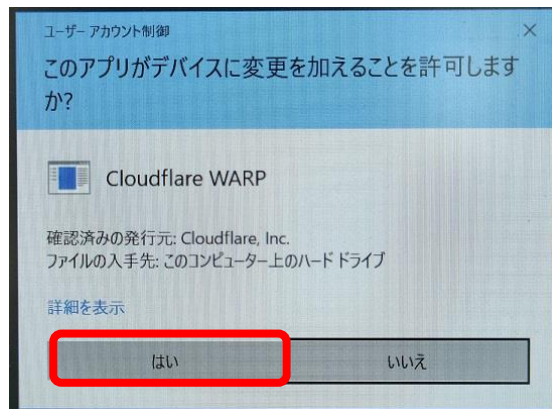 ユーザー アカウント制御
このアプリがデバイスに変更を加えることを許可します
か?
Cloudflare WARP
確認済みの発行元: Cloudflare, Inc.
ファイルの入手先: このコンピューター上のハード ドライブ
詳細を表示
はい
いいえ